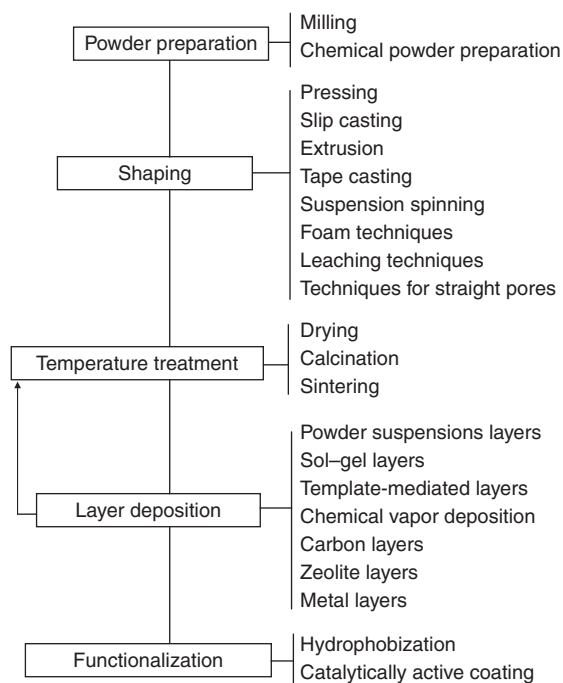 Powder preparation
Milling
Chemical powder preparation
Shaping
Pressing
Slip casting
Extrusion
Tape casting
Suspension spinning
Foam techniques
Leaching techniques
Techniques for straight pores
Temperature treatment
Drying
Calcination
Sintering
Layer deposition
Powder suspensions layers
Sol–gel layers
Template-mediated layers
Chemical vapor deposition
Carbon layers
Zeolite layers
Metal layers
Functionalization
Hydrophobization
Catalytically active coating